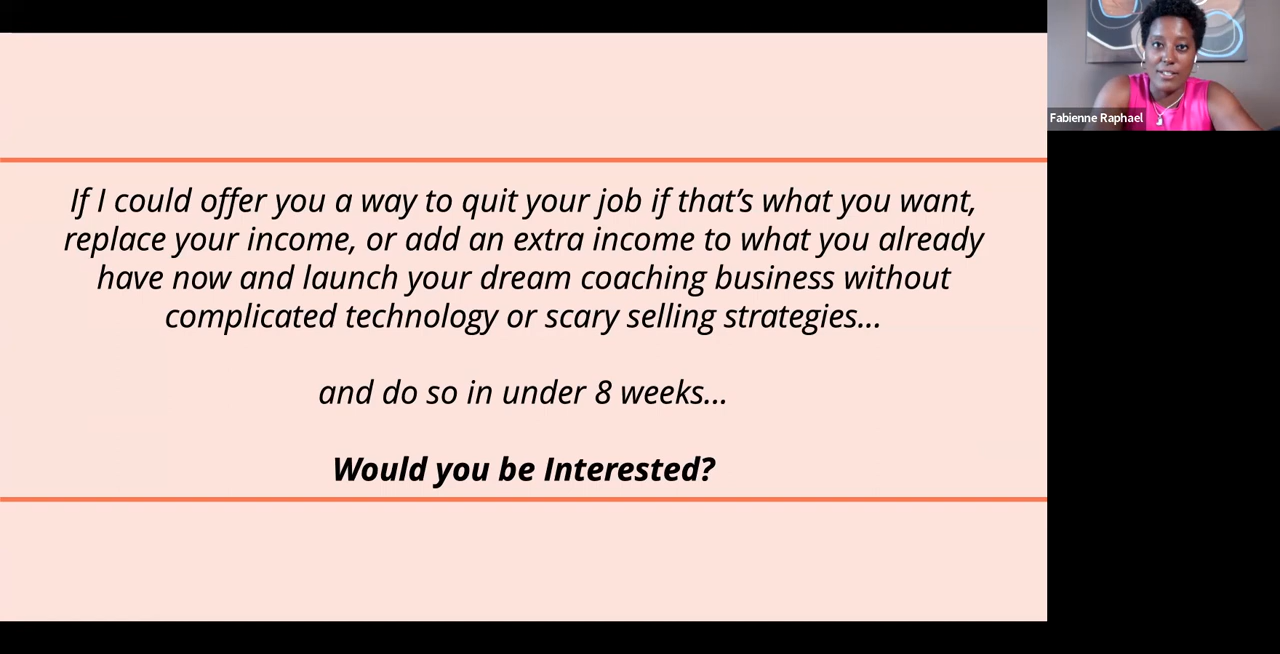 If I could offer you a way to quit your job if that’s what you want,
replace your income, or add an extra income to what you already
have now and launch your dream coaching business without
complicated technology or scary selling strategies...
and do so in under 8 weeks...
Would you be Interested?
Fabienne Raphael